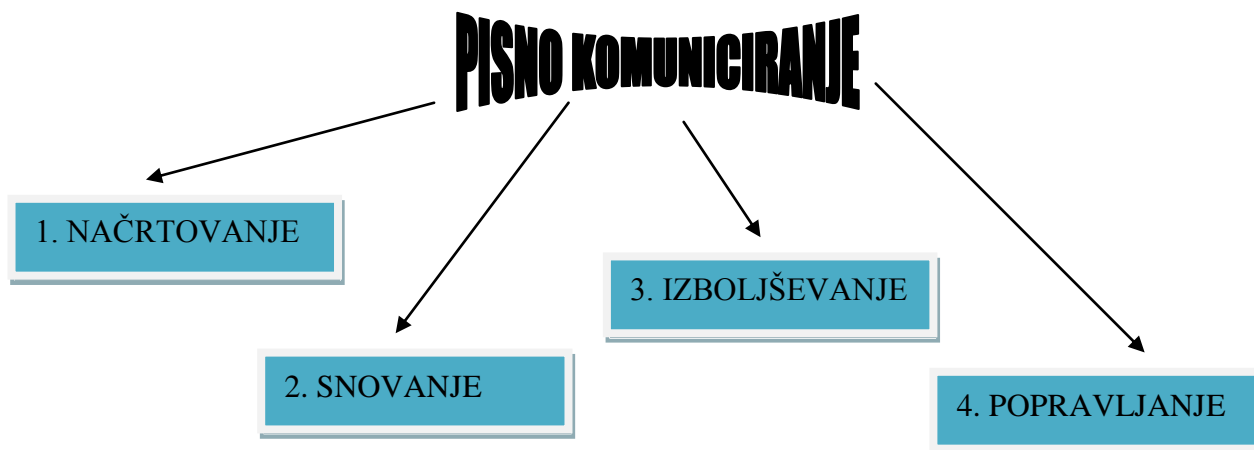 PISNO KOMUNICIRANJE
1. NAČRTOVANJE
2. SNOVANJE
3. IZBOLJŠEVANJE
4. POPRAVLJANJE